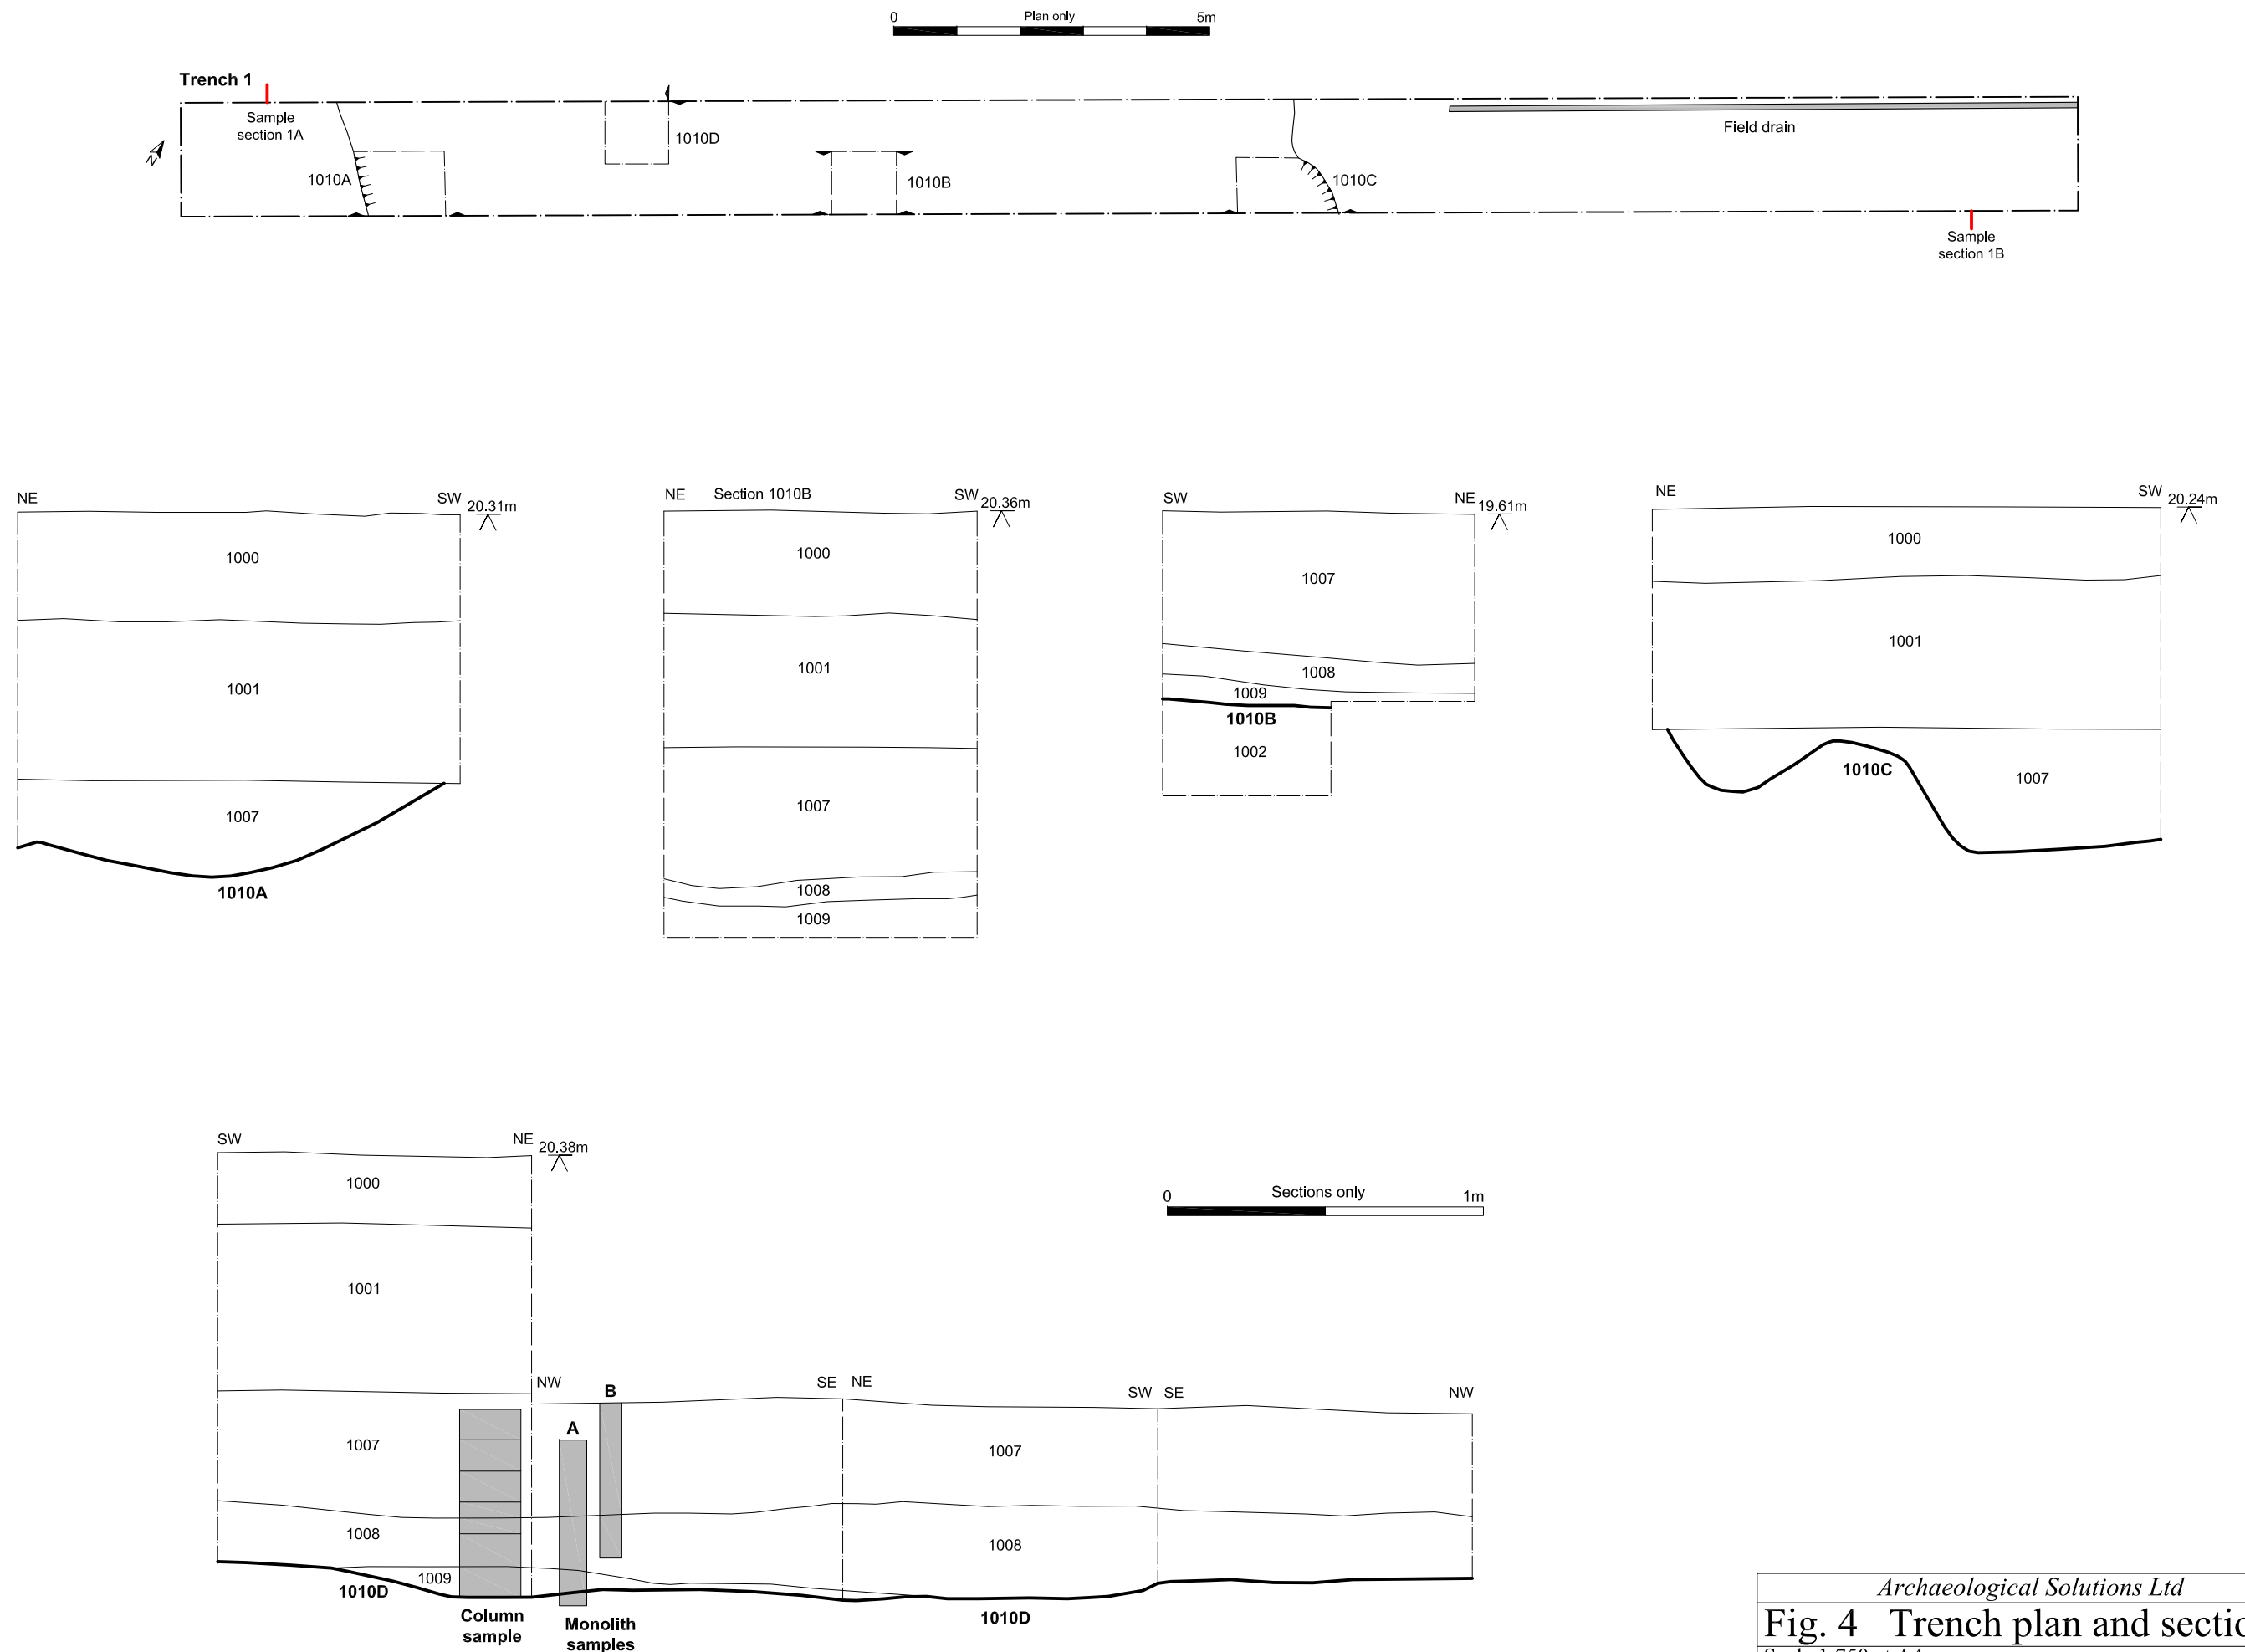 0 Plan only 5m
Trench 1
Sample
section 1A
N
1010A
1010D
1010B
1010C
Field drain
Sample
section 1B
NE SW 20.31m
1000
1001
1007
1010A
NE Section 1010B SW 20.36m
1000
1001
1007
1008
1009
SW NE 19.61m
1007
1008
1009
1010B
1002
NE SW 20.24m
1000
1001
1010C
1007
SW NE 20.38m
1000
1001
1007
1008
1009
1010D
Column
sample
NW B SE NE SW SE NW
A
Monolith
samples
1007
1008
1010D
0 Sections only 1m
Archaeological Solutions Ltd
Fig. 4 Trench plan and sectio